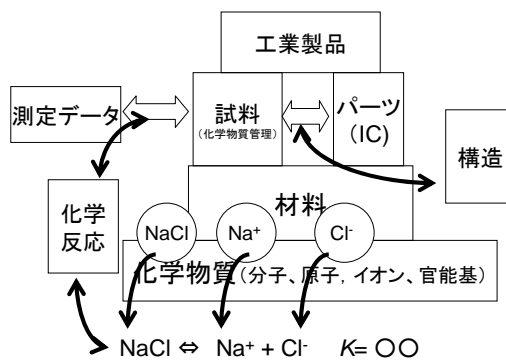 工業製品
測定データ
試料
(化学物質管理)
パーツ
(IC)
構造
材料
化学
反応
NaCl
Na⁺
Cl⁻
化学物質(分子、原子，イオン、官能基)
NaCl ⇔ Na⁺ + Cl⁻ K= 〇〇